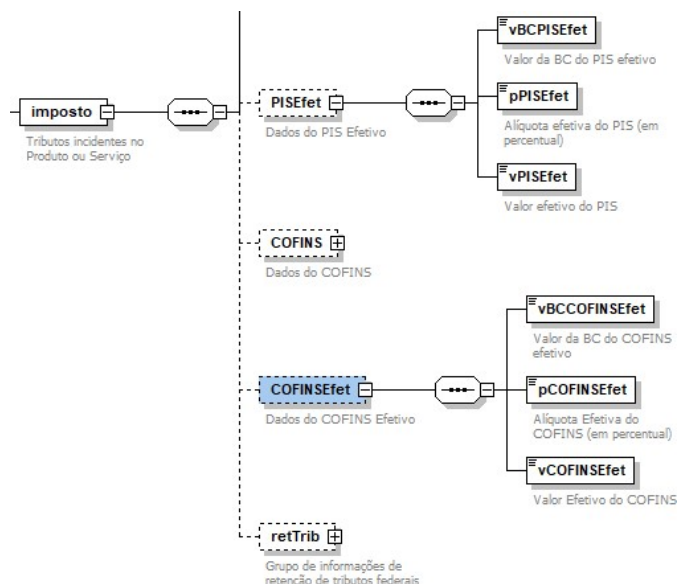 imposto
Tributos incidentes no
Produto ou Serviço
PISEfet
Dados do PIS Efetivo
vBCPISEfet
Valor da BC do PIS efetivo
pPISEfet
Alíquota efetiva do PIS (em
percentual)
vPISEfet
Valor efetivo do PIS
COFINS
Dados do COFINS
COFINSEfet
Dados do COFINS Efetivo
vBCCOFINSEfet
Valor da BC do COFINS
efetivo
pCOFINSEfet
Alíquota Efetiva do
COFINS (em percentual)
vCOFINSEfet
Valor Efetivo do COFINS
retTrib
Grupo de informações de
retenção de tributos federais